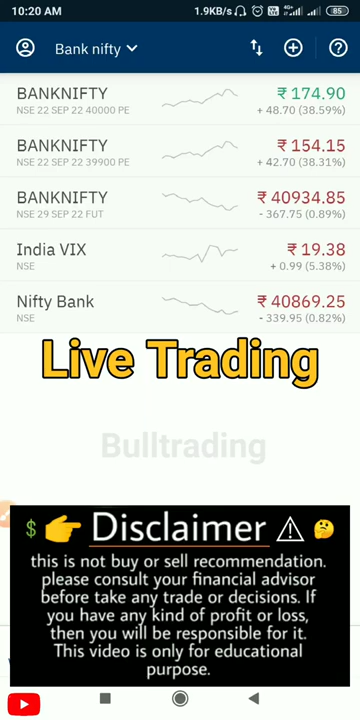 10:20 AM
1.9KB/s
4G+
85
Bank nifty
BANKNIFTY
₹ 174.90
NSE 22 SEP 22 40000 PE
+ 48.70 (38.59%)
BANKNIFTY
₹ 154.15
NSE 22 SEP 22 39900 PE
+ 42.70 (38.31%)
BANKNIFTY
₹ 40934.85
NSE 29 SEP 22 FUT
- 367.75 (0.89%)
India VIX
₹ 19.38
NSE
+ 0.99 (5.38%)
Nifty Bank
₹ 40869.25
NSE
- 339.95 (0.82%)
Live Trading
Bulltrading
Disclaimer
this is not buy or sell recommendation.
please consult your financial advisor
before take any trade or decisions. If
you have any kind of profit or loss,
then you will be responsible for it.
This video is only for educational
purpose.